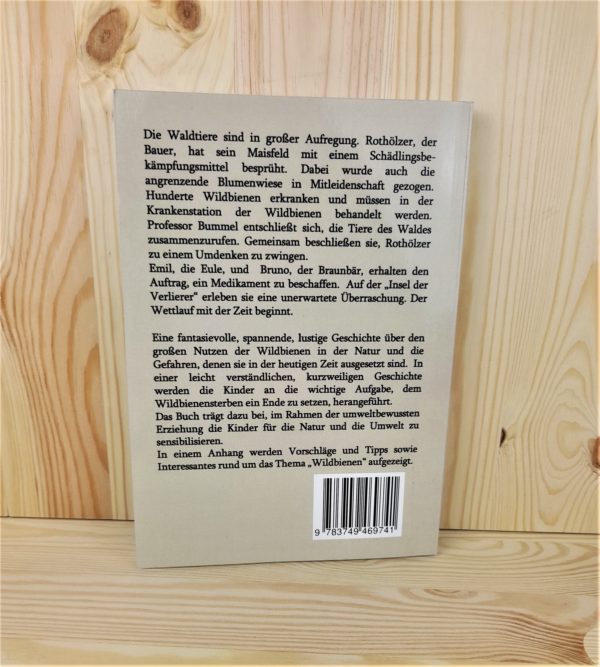 Die Waldtiere sind in großer Aufregung. Rothölzer, der
Bauer, hat sein Maisfeld mit einem Schädlingsbe-
kämpfungsmittel besprüht. Dabei wurde auch die
angrenzende Blumenwiese in Mitleidenschaft gezogen.
Hunderte Wildbienen erkranken und müssen in der
Krankenstation der Wildbienen behandelt werden.
Professor Bummel entschließt sich, die Tiere des Waldes
zusammenzurufen. Gemeinsam beschließen sie, Rothölzer
zu einem Umdenken zu zwingen.
Emil, die Eule, und Bruno, der Braunbär, erhalten den
Auftrag, ein Medikament zu beschaffen. Auf der „Insel der
Verlierer“ erleben sie eine unerwartete Überraschung. Der
Wettlauf mit der Zeit beginnt.
Eine fantasievolle, spannende, lustige Geschichte über den
großen Nutzen der Wildbienen in der Natur und die
Gefahren, denen sie in der heutigen Zeit ausgesetzt sind. In
einer leicht verständlichen, kurzweiligen Geschichte
werden die Kinder an die wichtige Aufgabe, dem
Wildbienensterben ein Ende zu setzen, herangeführt.
Das Buch trägt dazu bei, im Rahmen der umweltbewussten
Erziehung die Kinder für die Natur und die Umwelt zu
sensibilisieren.
In einem Anhang werden Vorschläge und Tipps sowie
Interessantes rund um das Thema „Wildbienen“ aufgezeigt.
9 783749 469741